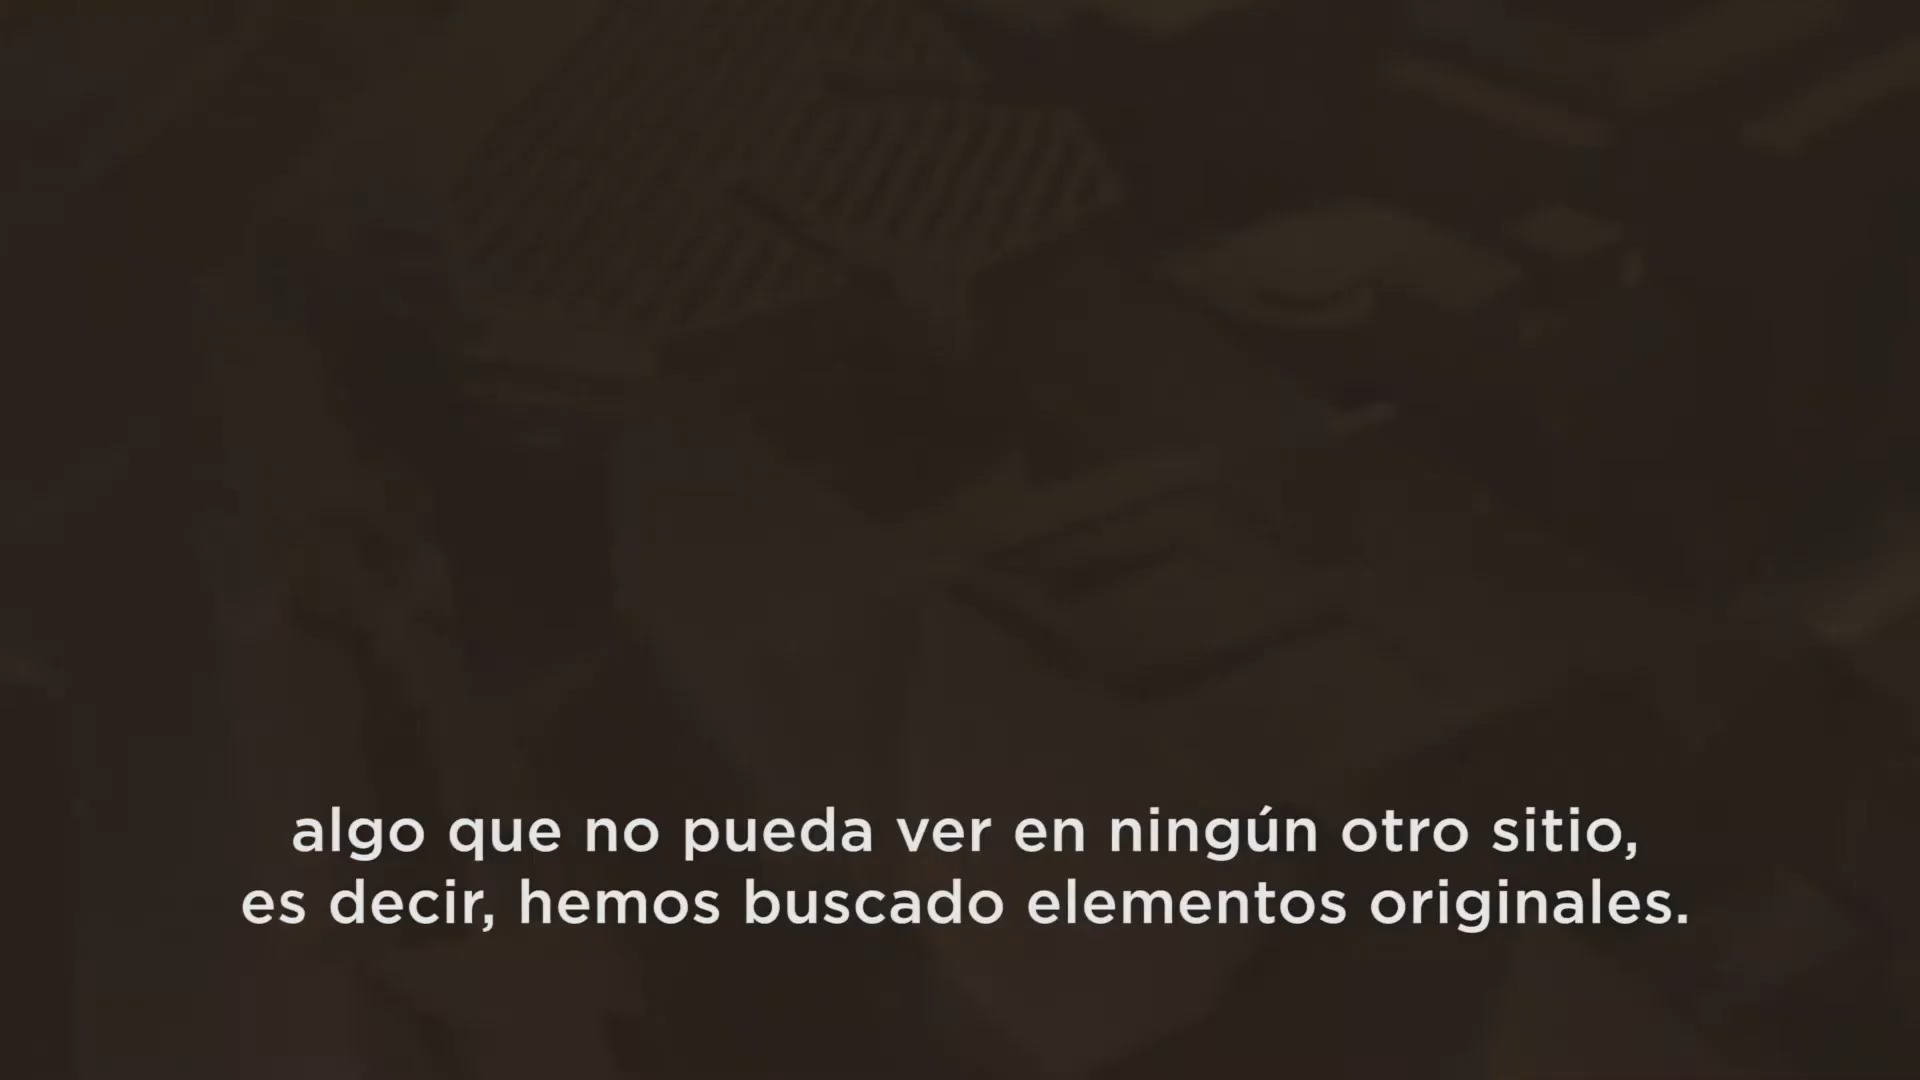 algo que no pueda ver en ningún otro sitio,
es decir, hemos buscado elementos originales.